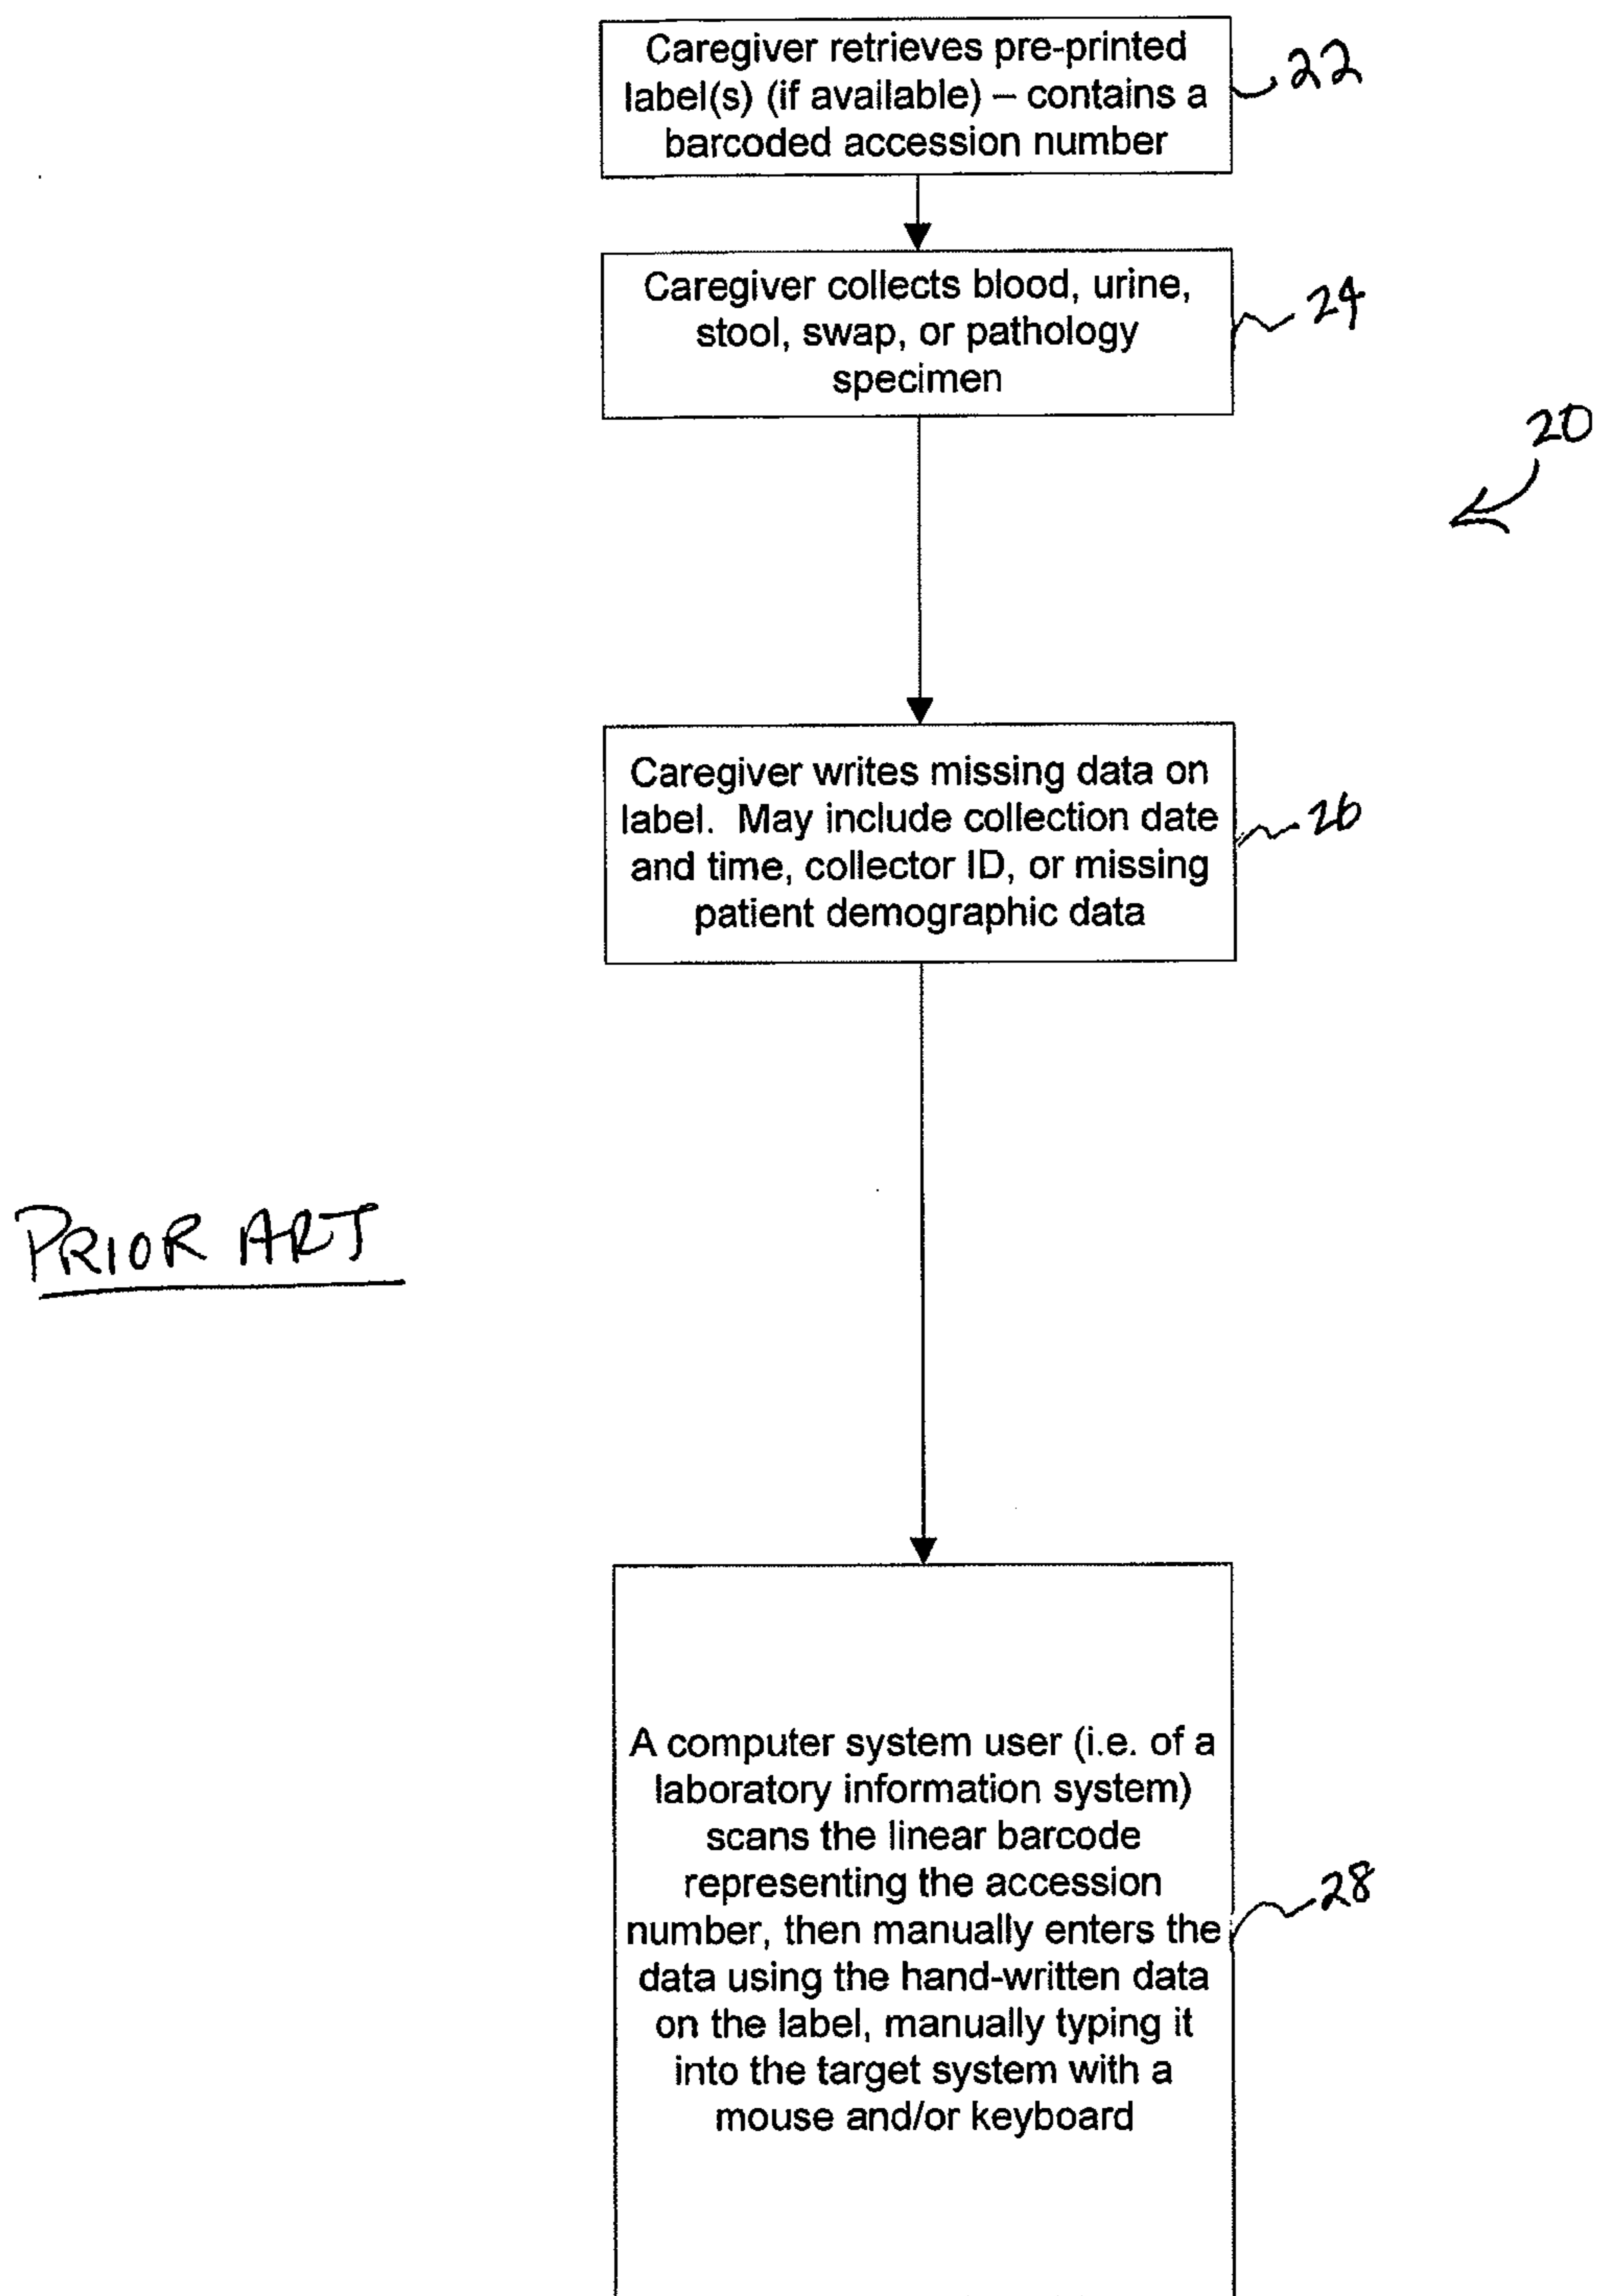 Caregiver retrieves pre-printed
label(s) (if available) – contains a
barcoded accession number
22
Caregiver collects blood, urine,
stool, swap, or pathology
specimen
24
20
Caregiver writes missing data on
label. May include collection date
and time, collector ID, or missing
patient demographic data
26
PRIOR ART
A computer system user (i.e. of a
laboratory information system)
scans the linear barcode
representing the accession
number, then manually enters the
data using the hand-written data
on the label, manually typing it
into the target system with a
mouse and/or keyboard
28